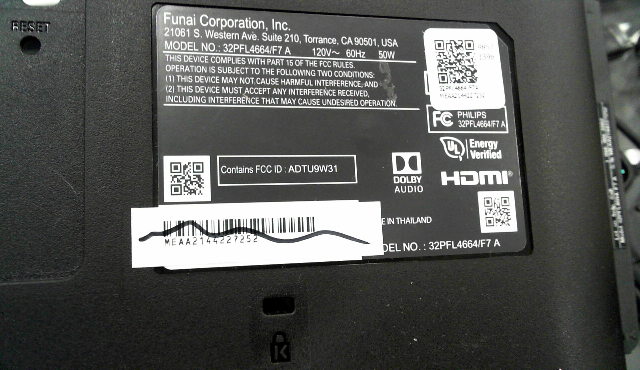 RESET
Funai Corporation, Inc.
21061 S. Western Ave. Suite 210, Torrance, CA 90501, USA
MODEL NO.: 32PFL4664/F7 A 120V~ 60Hz 50W
THIS DEVICE COMPLIES WITH PART 15 OF THE FCC RULES.
OPERATION IS SUBJECT TO THE FOLLOWING TWO CONDITIONS:
(1) THIS DEVICE MAY NOT CAUSE HARMFUL INTERFERENCE, AND
(2) THIS DEVICE MUST ACCEPT ANY INTERFERENCE RECEIVED,
INCLUDING INTERFERENCE THAT MAY CAUSE UNDESIRED OPERATION.
FC PHILIPS
32PFL4664/F7 A
UL Energy
Verified
Contains FCC ID : ADTU9W31
DOLBY
AUDIO
HDMI
E IN THAILAND
MEAA2144227252
DEL NO.: 32PFL4664/F7 A
K